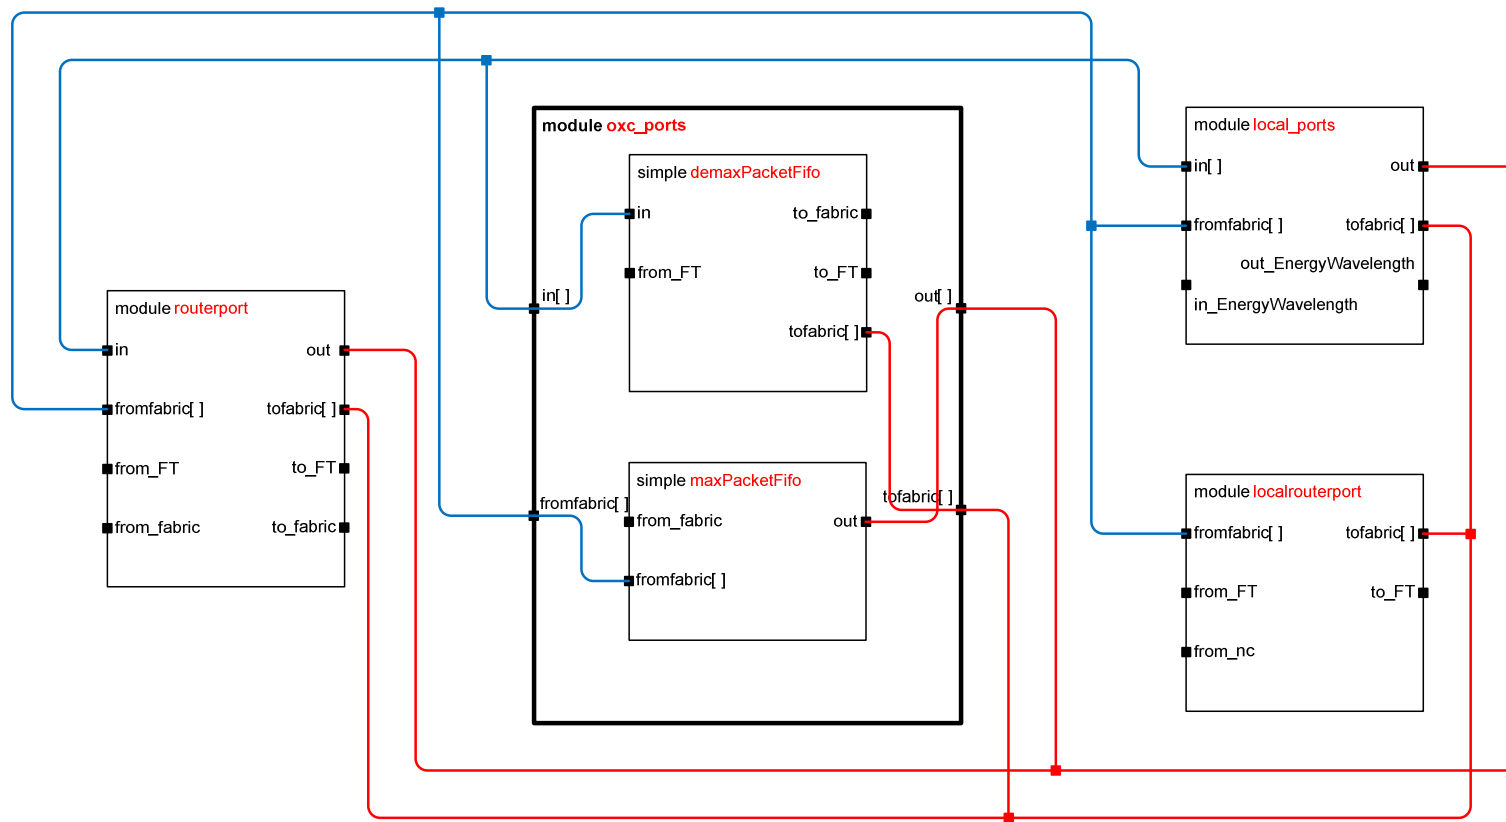 module oxc_ports
simple demaxPacketFifo
in
to_fabric
from_FT
to_FT
tofabric[ ]
in[ ]
out[ ]
simple maxPacketFifo
fromfabric[ ]
tofabric[ ]
from_fabric
out
fromfabric[ ]
module routerport
in
out
fromfabric[ ]
tofabric[ ]
from_FT
to_FT
from_fabric
to_fabric
module local_ports
in[ ]
out
fromfabric[ ]
tofabric[ ]
out_EnergyWavelength
in_EnergyWavelength
module localrouterport
fromfabric[ ]
tofabric[ ]
from_FT
to_FT
from_nc